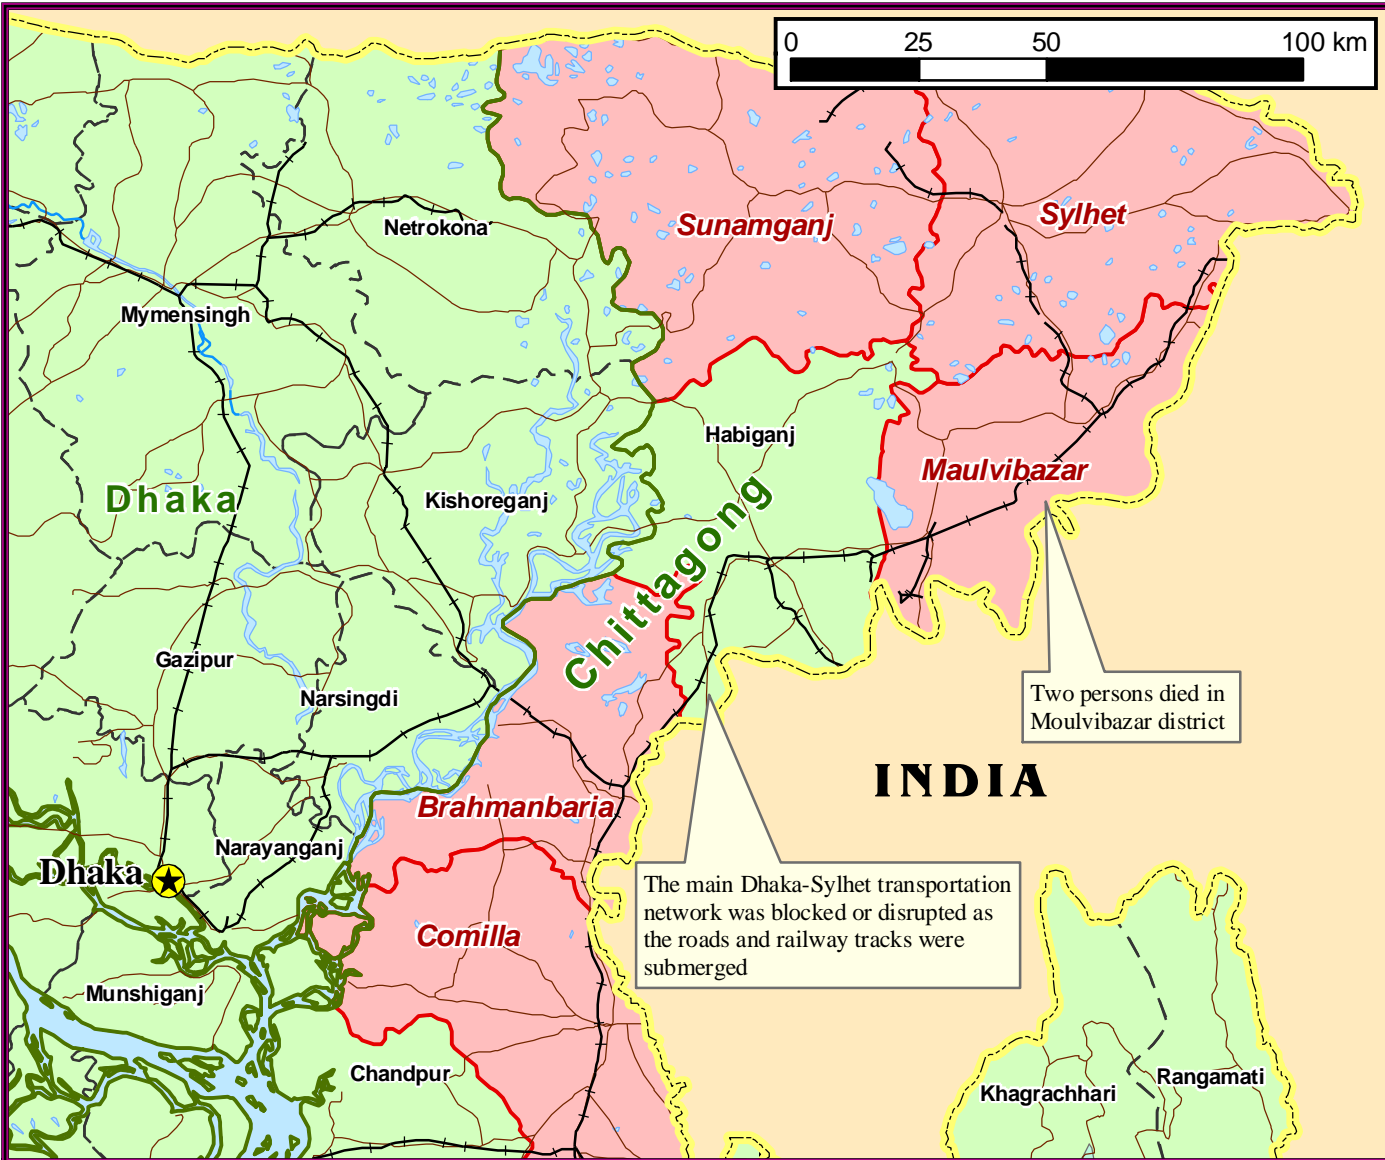 0 25 50 100 km
Sylhet
Sunamganj
Netrokona
Mymensingh
Habiganj
Maulvibazar
Dhaka
Kishoreganj
Chittagong
Gazipur
Narsingdi
Two persons died in
Moulvibazar district
INDIA
Brahmanbaria
Narayanganj
Dhaka
The main Dhaka-Sylhet transportation
network was blocked or disrupted as
the roads and railway tracks were
submerged
Comilla
Munshiganj
Chandpur
Rangamati
Khagrachhari